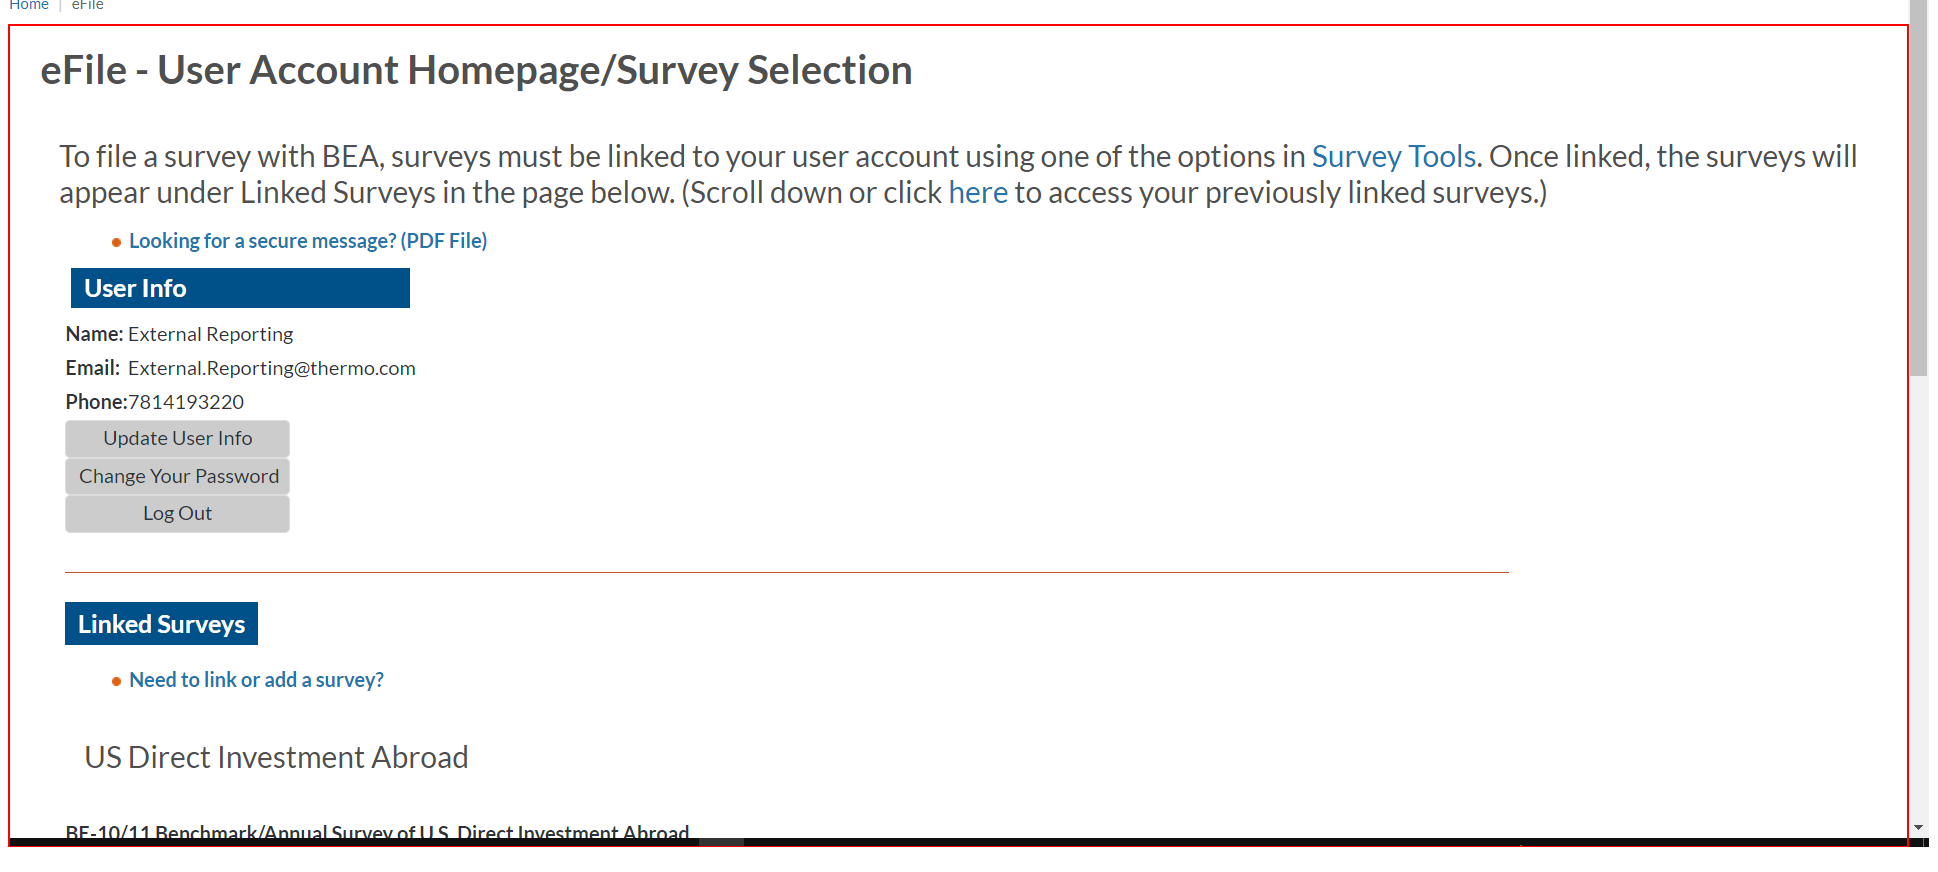 Home | eFile
eFile - User Account Homepage/Survey Selection
To file a survey with BEA, surveys must be linked to your user account using one of the options in Survey Tools. Once linked, the surveys will
appear under Linked Surveys in the page below. (Scroll down or click here to access your previously linked surveys.)
Looking for a secure message? (PDF File)
User Info
Name: External Reporting
Email: External.Reporting@thermo.com
Phone:7814193220
Update User Info
Change Your Password
Log Out
Linked Surveys
Need to link or add a survey?
US Direct Investment Abroad
BE-10/11 Benchmark/Annual Survey of U.S. Direct Investment Abroad